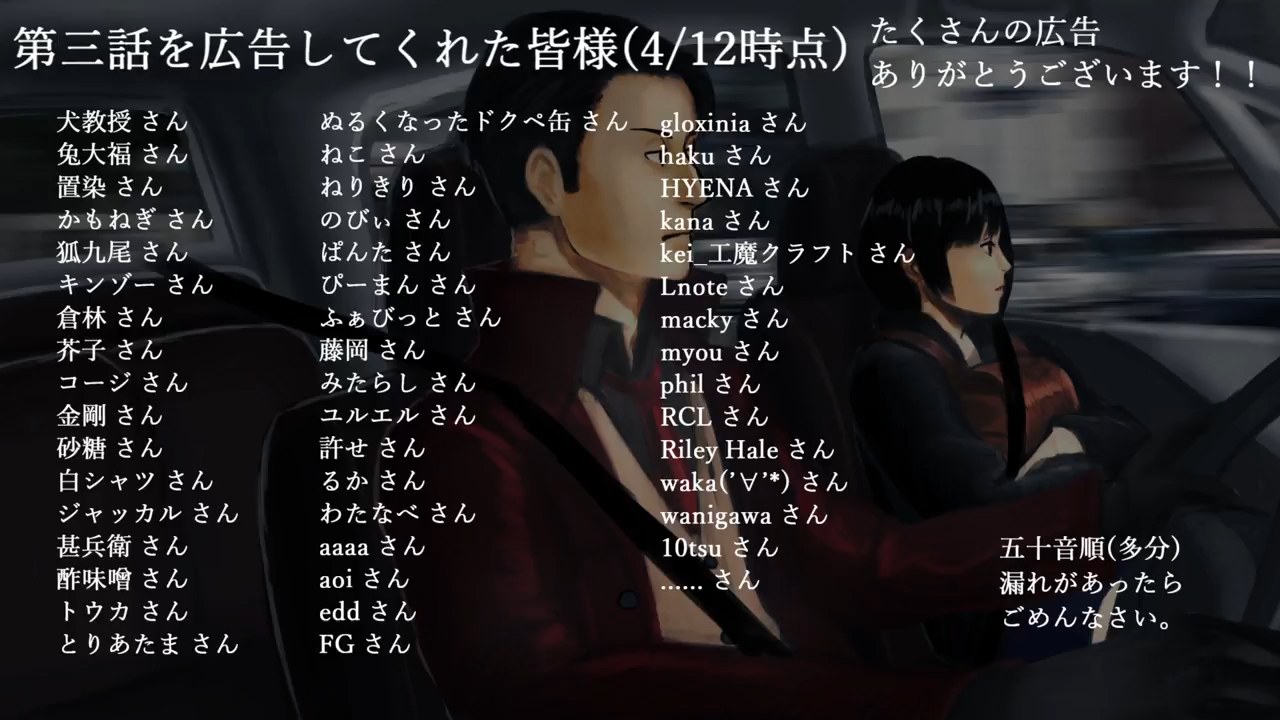 第三話を広告してくれた皆様(4/12時点)
たくさんの広告
ありがとうございます！！
犬教授 さん
兔大福 さん
置染 さん
かもねぎ さん
狐九尾 さん
キンゾー さん
倉林 さん
芥子 さん
コージ さん
金剛 さん
砂糖 さん
白シャツ さん
ジャッカル さん
甚兵衛 さん
酢味噌 さん
トウカ さん
とりあたま さん
ぬるくなったドクペ缶 さん
ねこ さん
ねりきり さん
のびぃ さん
ぱんた さん
ぴーまん さん
ふぁびっと さん
藤岡 さん
みたらし さん
ユルエル さん
許せ さん
るか さん
わたなべ さん
aaaa さん
aoi さん
edd さん
FG さん
gloxinia さん
haku さん
HYENA さん
kana さん
kei_工魔クラフト さん
Lnote さん
macky さん
myou さん
phil さん
RCL さん
Riley Hale さん
waka('∀'*) さん
wanigawa さん
10tsu さん
...... さん
五十音順(多分)
漏れがあったら
ごめんなさい。